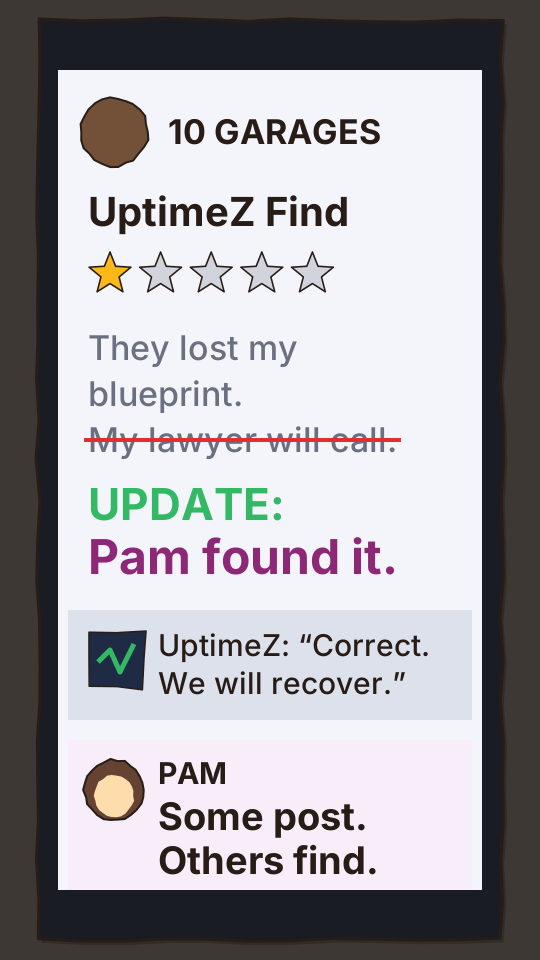 10 GARAGES
UptimeZ Find
They lost my
blueprint.
My lawyer will call.
UPDATE:
Pam found it.
UptimeZ: “Correct.
We will recover.”
PAM
Some post.
Others find.